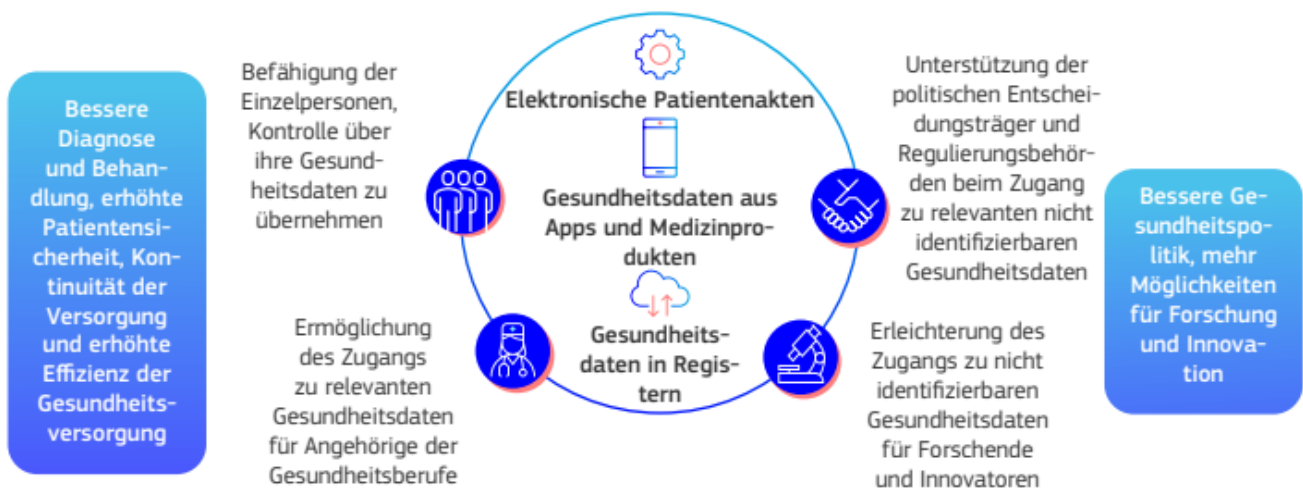 Bessere
Diagnose
und Behan-
dlung, erhöhte
Patientensi-
cherheit, Kon-
tinuität der
Versorgung
und erhöhte
Effizienz der
Gesundheits-
versorgung
Befähigung der
Einzelpersonen,
Kontrolle über
ihre Gesund-
heitsdaten zu
übernehmen
Ermöglichung
des Zugangs
zu relevanten
Gesundheitsdaten
für Angehörige der
Gesundheitsberufe
Elektronische Patientenakten
Gesundheitsdaten aus
Apps und Medizinpro-
dukten
Gesundheits-
daten in Regis-
tern
Unterstützung der
politischen Entschei-
dungsträger und
Regulierungsbehör-
den beim Zugang
zu relevanten nicht
identifizierbaren
Gesundheitsdaten
Erleichterung des
Zugangs zu nicht
identifizierbaren
Gesundheitsdaten
für Forschende
und Innovatoren
Bessere Ge-
sundheitspo-
litik, mehr
Möglichkeiten
für Forschung
und Innova-
tion